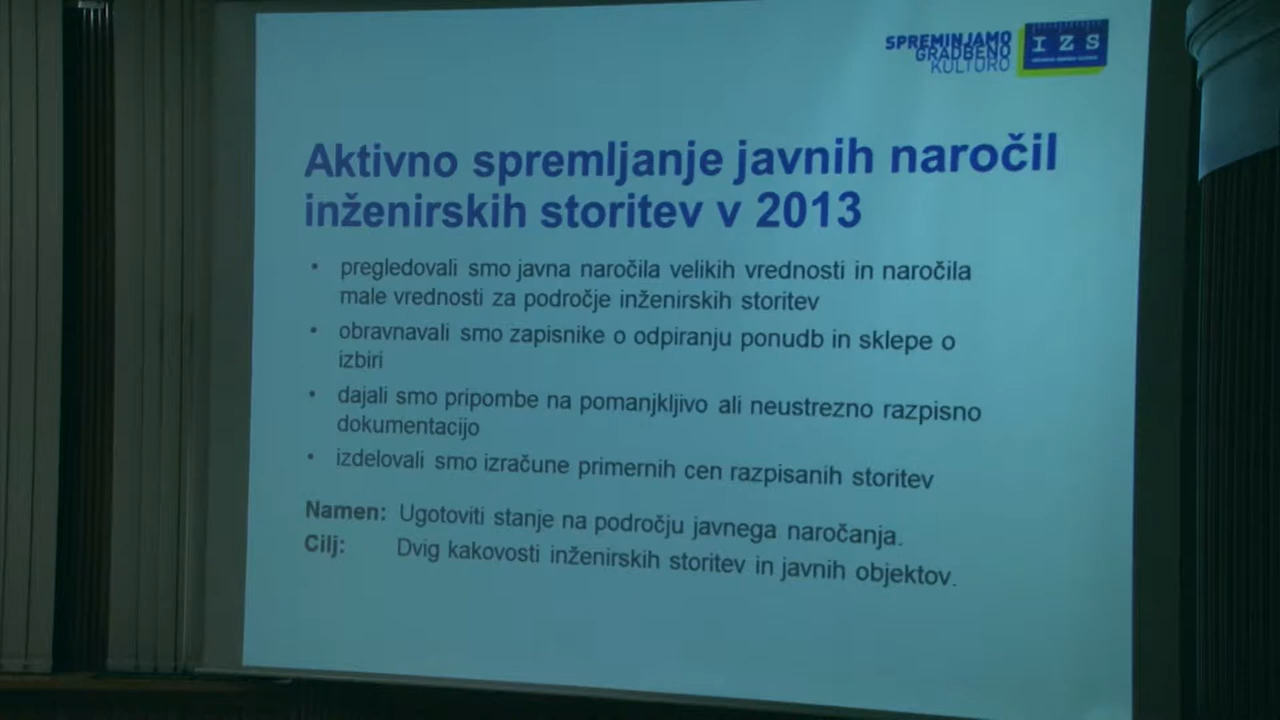 SPREMINJAMO
GRADBENO
KULTURO
IZS
Aktivno spremljanje javnih naročil
inženirskih storitev v 2013
• pregledovali smo javna naročila velikih vrednosti in naročila
male vrednosti za področje inženirskih storitev
• obravnavali smo zapisnike o odpiranju ponudb in sklepe o
izbiri
• dajali smo pripombe na pomanjkljivo ali neustrezno razpisno
dokumentacijo
• izdelovali smo izračune primernih cen razpisanih storitev
Namen: Ugotoviti stanje na področju javnega naročanja.
Cilj: Dvig kakovosti inženirskih storitev in javnih objektov.